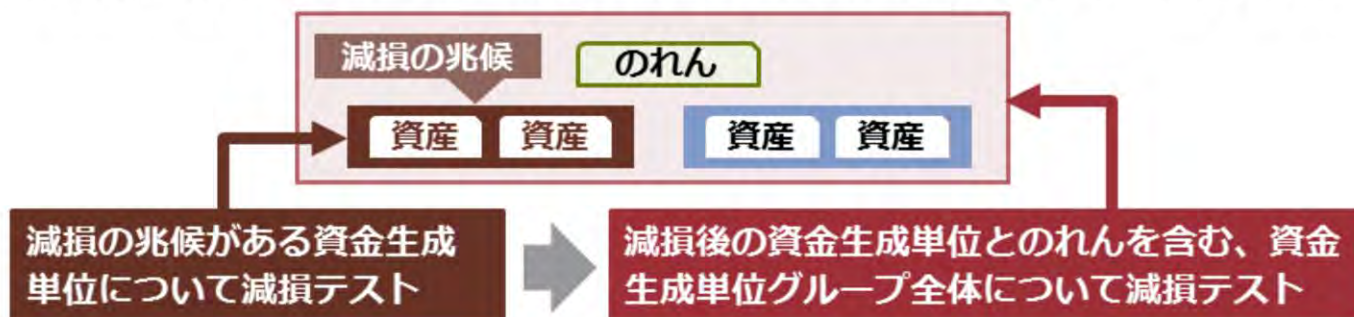 減損の兆候
のれん
資産 資産 資産 資産
減損の兆候がある資金生成
単位について減損テスト
減損後の資金生成単位とのれんを含む、資金
生成単位グループ全体について減損テスト